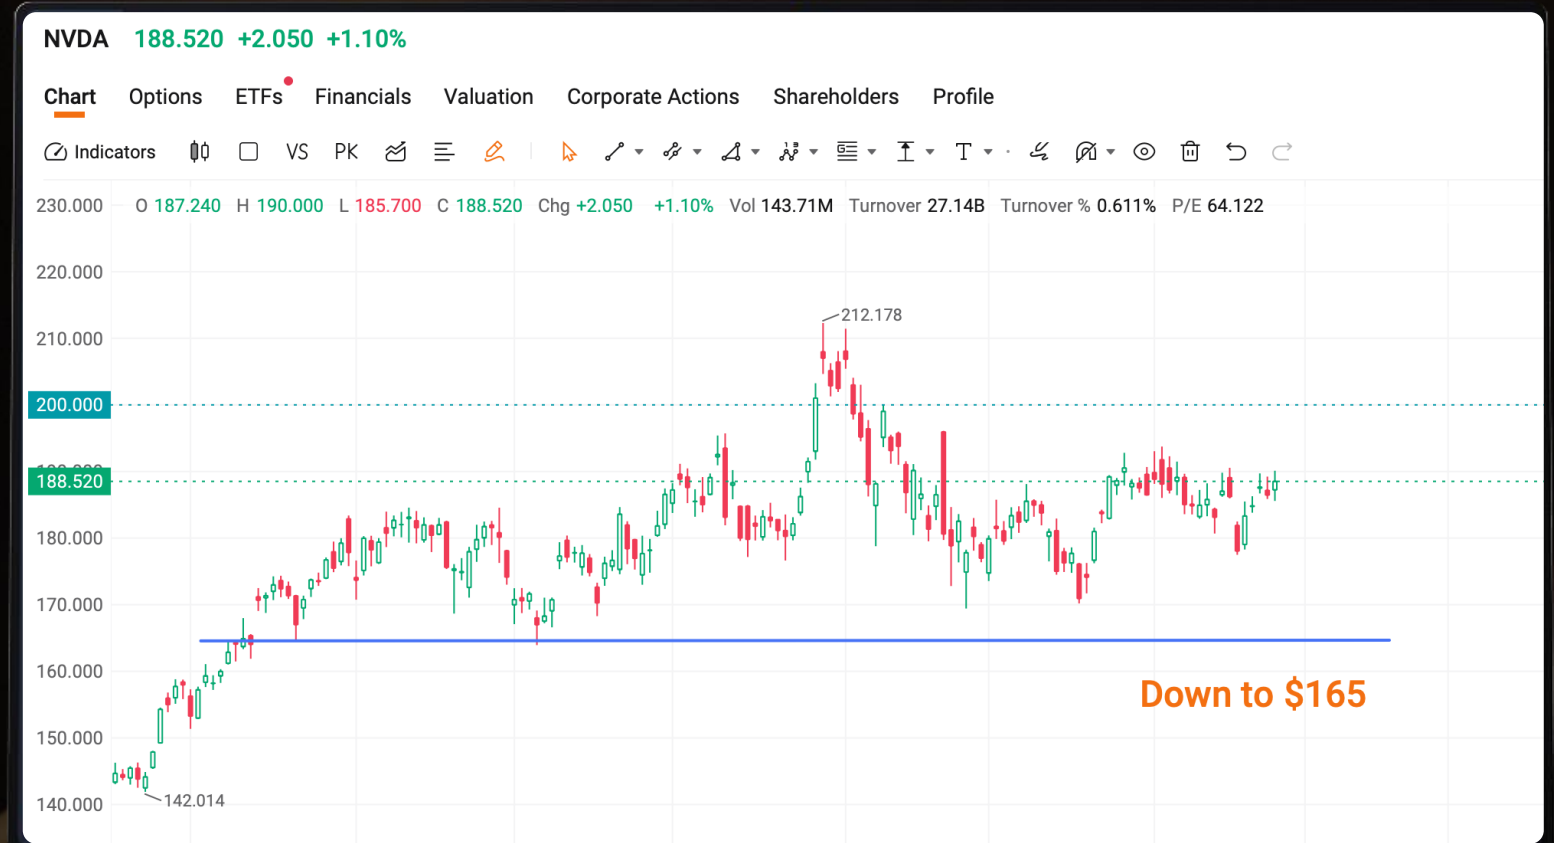 NVDA 188.520 +2.050 +1.10%
Chart Options ETFs Financials Valuation Corporate Actions Shareholders Profile
Indicators VS PK T
O 187.240 H 190.000 L 185.700 C 188.520 Chg +2.050 +1.10% Vol 143.71M Turnover 27.14B Turnover % 0.611% P/E 64.122
230.000
220.000
212.178
210.000
200.000
188.520
180.000
170.000
160.000
Down to $165
150.000
142.014
140.000